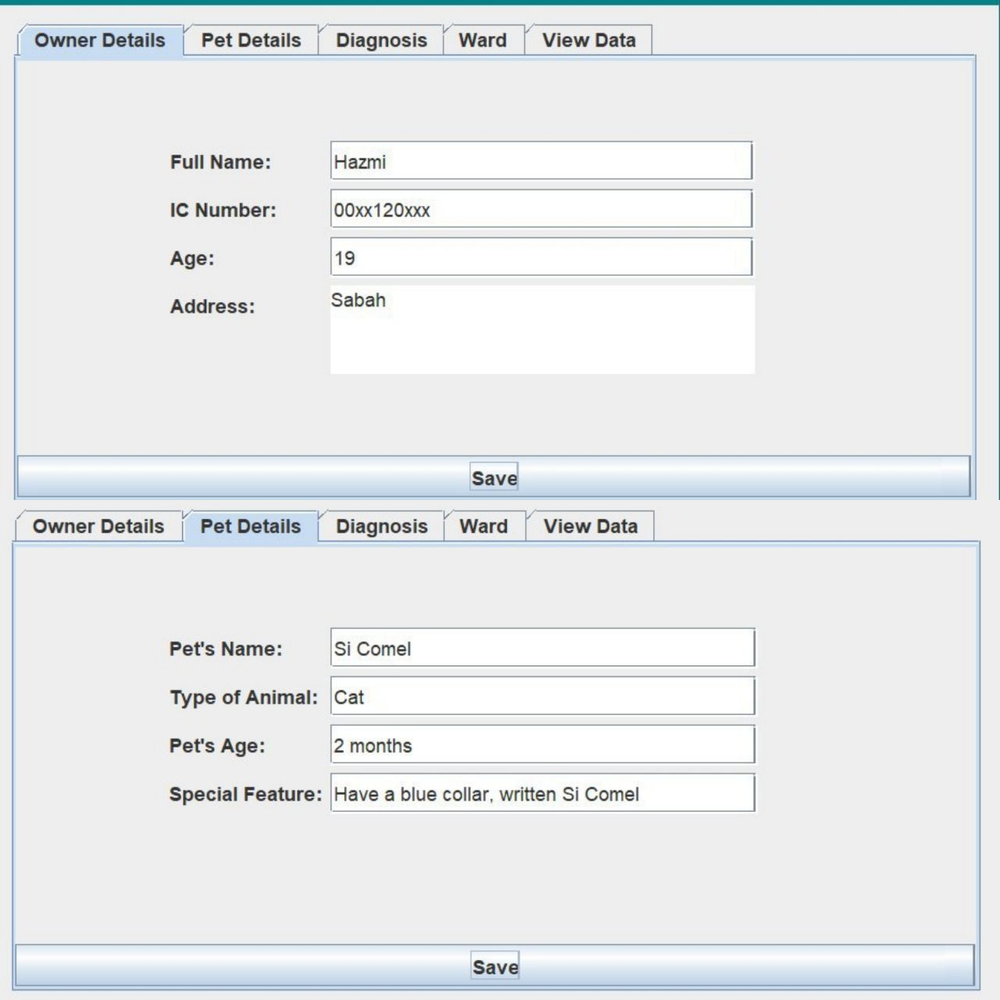 Owner Details Pet Details Diagnosis Ward View Data
Full Name: Hazmi
IC Number: 00xx120xxx
Age: 19
Address: Sabah
Save
Owner Details Pet Details Diagnosis Ward View Data
Pet's Name: Si Comel
Type of Animal: Cat
Pet's Age: 2 months
Special Feature: Have a blue collar, written Si Comel
Save